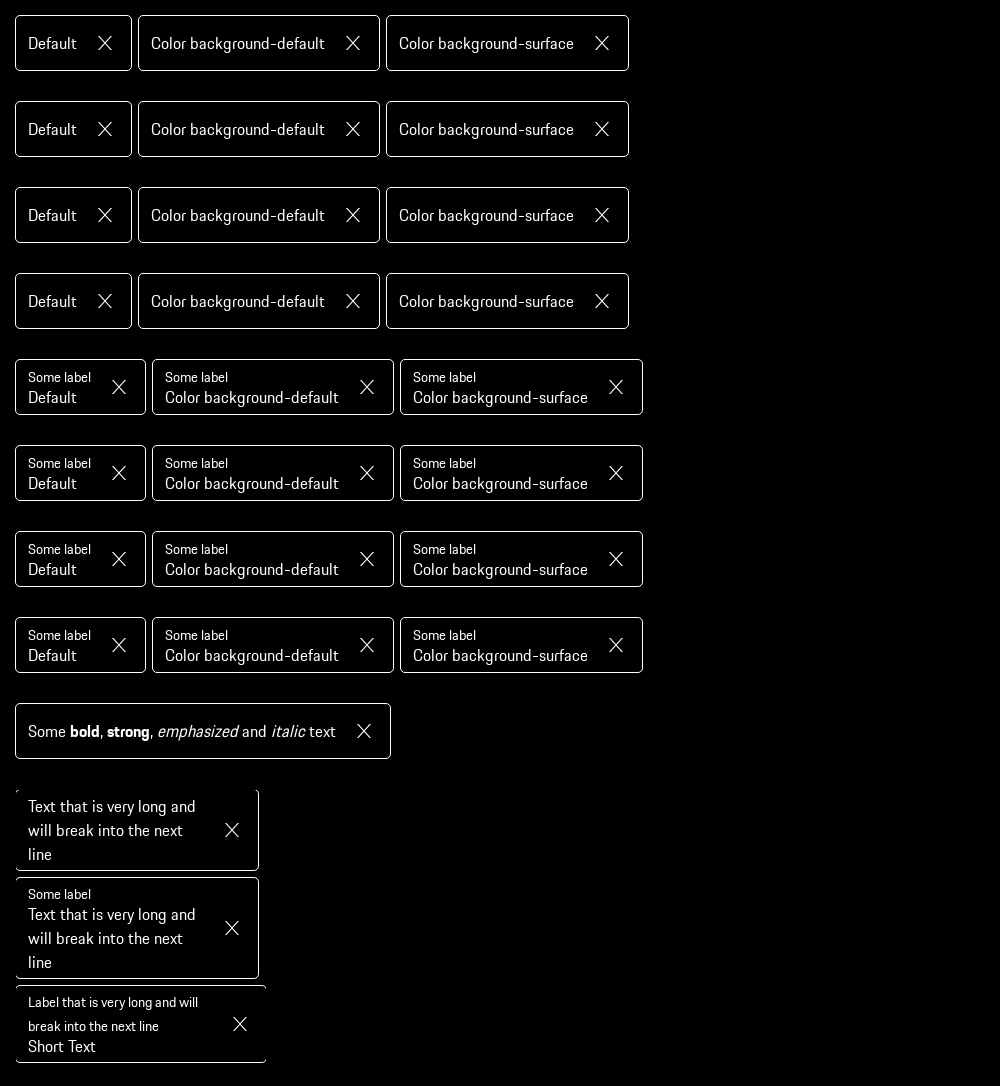 Default Color background-default Color background-surface
Default Color background-default Color background-surface
Default Color background-default Color background-surface
Default Color background-default Color background-surface
Some label Some label Some label
Default Color background-default Color background-surface
Some label Some label Some label
Default Color background-default Color background-surface
Some label Some label Some label
Default Color background-default Color background-surface
Some label Some label Some label
Default Color background-default Color background-surface
Some bold, strong, emphasized and italic text
Text that is very long and
will break into the next
line
Some label
Text that is very long and
will break into the next
line
Label that is very long and will
break into the next line
Short Text